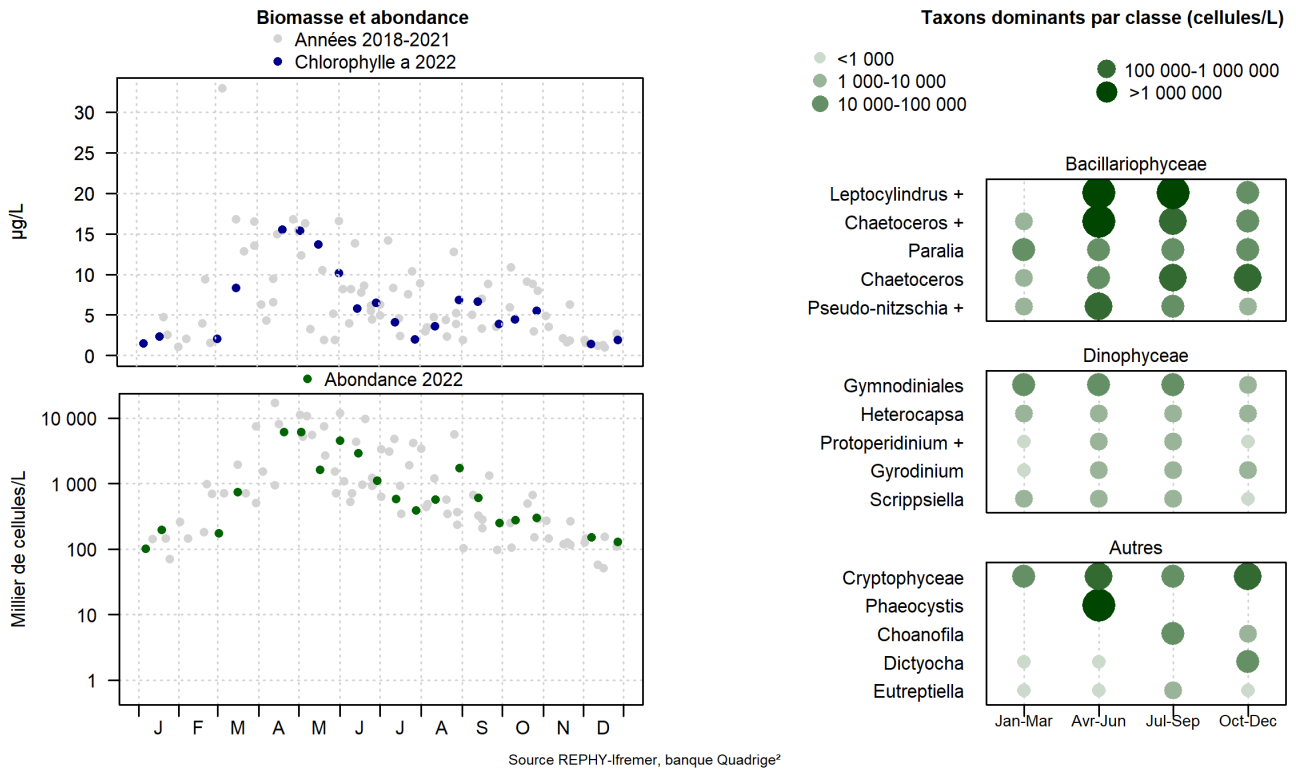 Biomasse et abondance
Années 2018-2021
Chlorophylle a 2022
µg/L
30
25
20
15
10
5
0
Abondance 2022
Millier de cellules/L
10 000
1 000
100
10
1
J F M A M J J A S O N D
Taxons dominants par classe (cellules/L)
<1 000
1 000-10 000
10 000-100 000
100 000-1 000 000
>1 000 000
Bacillariophyceae
Leptocylindrus +
Chaetoceros +
Paralia
Chaetoceros
Pseudo-nitzschia +
Dinophyceae
Gymnodiniales
Heterocapsa
Protoperidinium +
Gyrodinium
Scrippsiella
Autres
Cryptophyceae
Phaeocystis
Choanofila
Dictyocha
Eutreptiella
Jan-Mar Avr-Jun Jul-Sep Oct-Dec
Source REPHY-Ifremer, banque Quadrige²